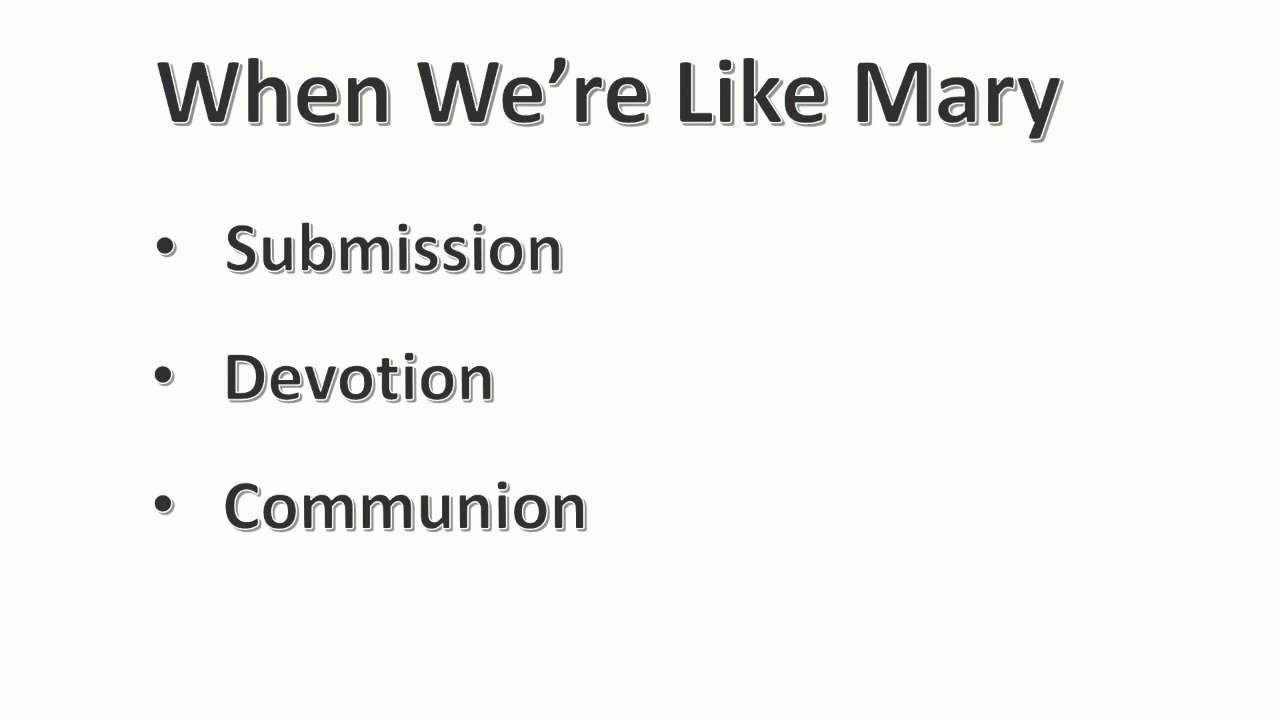 When We’re Like Mary
• Submission
• Devotion
• Communion